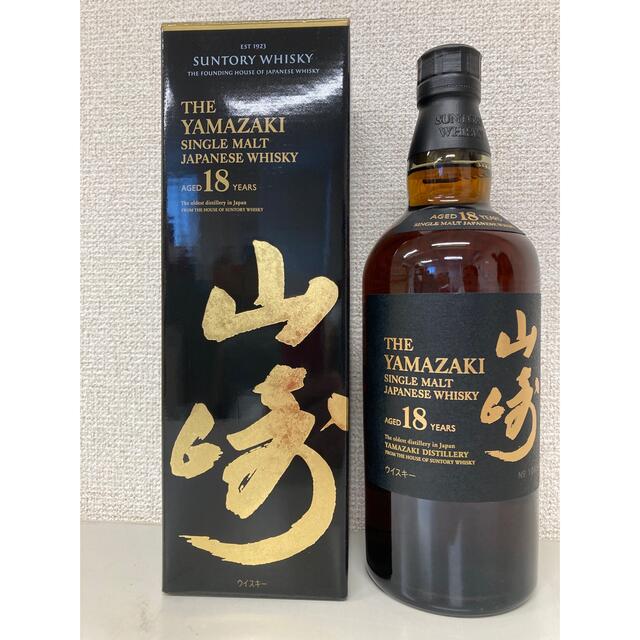 EST 1923
SUNTORY WHISKY
THE FOUNDING HOUSE OF JAPANESE WHISKY
THE
YAMAZAKI
SINGLE MALT
JAPANESE WHISKY
AGED 18 YEARS
The oldest distillery in Japan
FROM THE HOUSE OF SUNTORY WHISKY
山崎
ウイスキー
SUNTORY
WHISKY
AGED 18 YEARS
SINGLE MALT JAPANESE WHISKY
THE
YAMAZAKI
SINGLE MALT
JAPANESE WHISKY
AGED 18 YEARS
The oldest distillery in Japan
YAMAZAKI DISTILLERY
FROM THE HOUSE OF SUNTORY WHISKY
ウイスキー
山崎